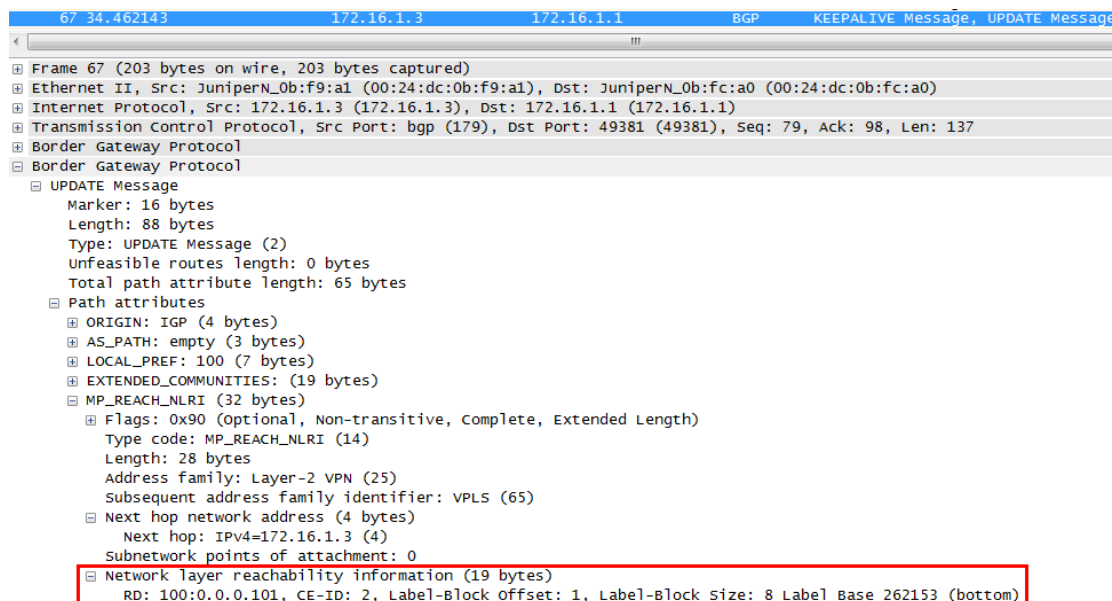 67 34.462143 172.16.1.3 172.16.1.1 BGP KEEPALIVE Message, UPDATE Message
Frame 67 (203 bytes on wire, 203 bytes captured)
Ethernet II, Src: JuniperN_0b:f9:a1 (00:24:dc:0b:f9:a1), Dst: JuniperN_0b:fc:a0 (00:24:dc:0b:fc:a0)
Internet Protocol, Src: 172.16.1.3 (172.16.1.3), Dst: 172.16.1.1 (172.16.1.1)
Transmission Control Protocol, Src Port: bgp (179), Dst Port: 49381 (49381), Seq: 79, Ack: 98, Len: 137
Border Gateway Protocol
Border Gateway Protocol
UPDATE Message
Marker: 16 bytes
Length: 88 bytes
Type: UPDATE Message (2)
Unfeasible routes length: 0 bytes
Total path attribute length: 65 bytes
Path attributes
ORIGIN: IGP (4 bytes)
AS_PATH: empty (3 bytes)
LOCAL_PREF: 100 (7 bytes)
EXTENDED_COMMUNITIES: (19 bytes)
MP_REACH_NLRI (32 bytes)
Flags: 0x90 (Optional, Non-transitive, Complete, Extended Length)
Type code: MP_REACH_NLRI (14)
Length: 28 bytes
Address family: Layer-2 VPN (25)
Subsequent address family identifier: VPLS (65)
Next hop network address (4 bytes)
Next hop: IPv4=172.16.1.3 (4)
Subnetwork points of attachment: 0
Network layer reachability information (19 bytes)
RD: 100:0.0.0.101, CE-ID: 2, Label-Block Offset: 1, Label-Block Size: 8 Label Base 262153 (bottom)